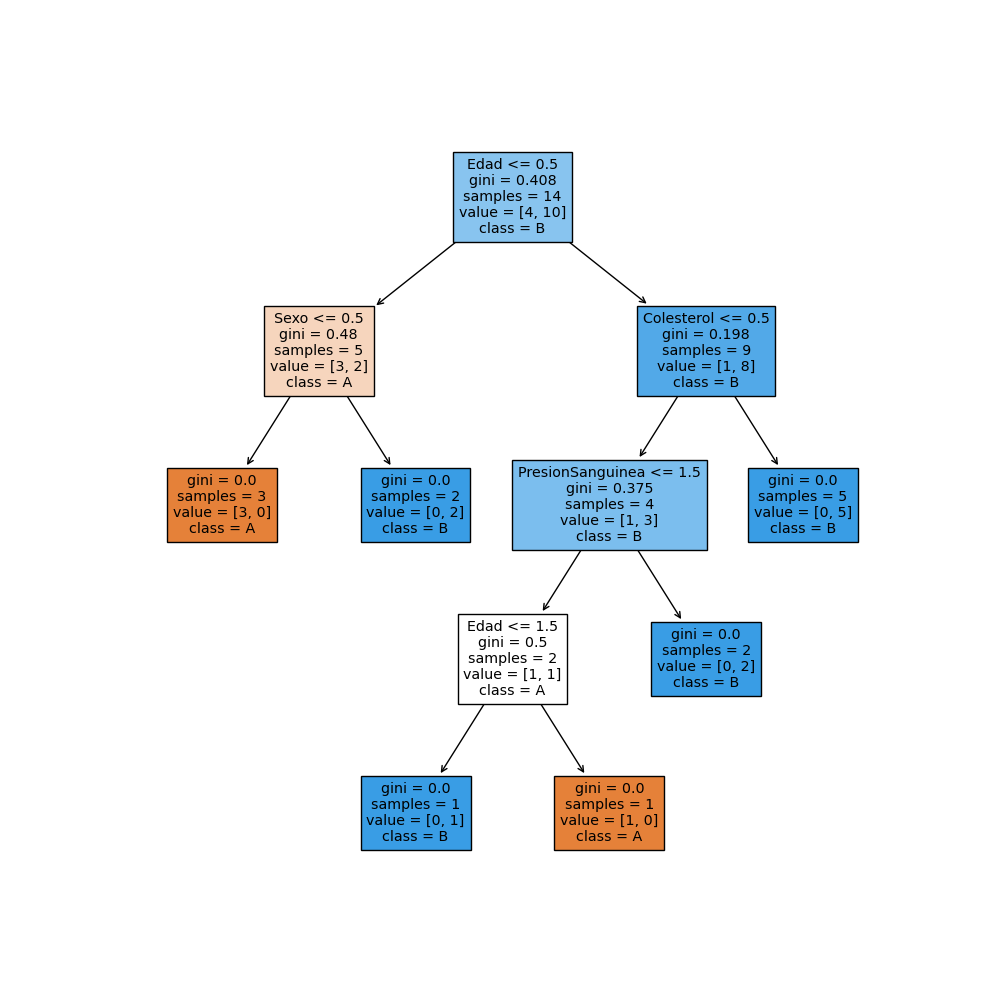 Edad <= 0.5
gini = 0.408
samples = 14
value = [4, 10]
class = B
Sexo <= 0.5
gini = 0.48
samples = 5
value = [3, 2]
class = A
Colesterol <= 0.5
gini = 0.198
samples = 9
value = [1, 8]
class = B
gini = 0.0
samples = 3
value = [3, 0]
class = A
gini = 0.0
samples = 2
value = [0, 2]
class = B
PresionSanguinea <= 1.5
gini = 0.375
samples = 4
value = [1, 3]
class = B
gini = 0.0
samples = 5
value = [0, 5]
class = B
Edad <= 1.5
gini = 0.5
samples = 2
value = [1, 1]
class = A
gini = 0.0
samples = 2
value = [0, 2]
class = B
gini = 0.0
samples = 1
value = [0, 1]
class = B
gini = 0.0
samples = 1
value = [1, 0]
class = A